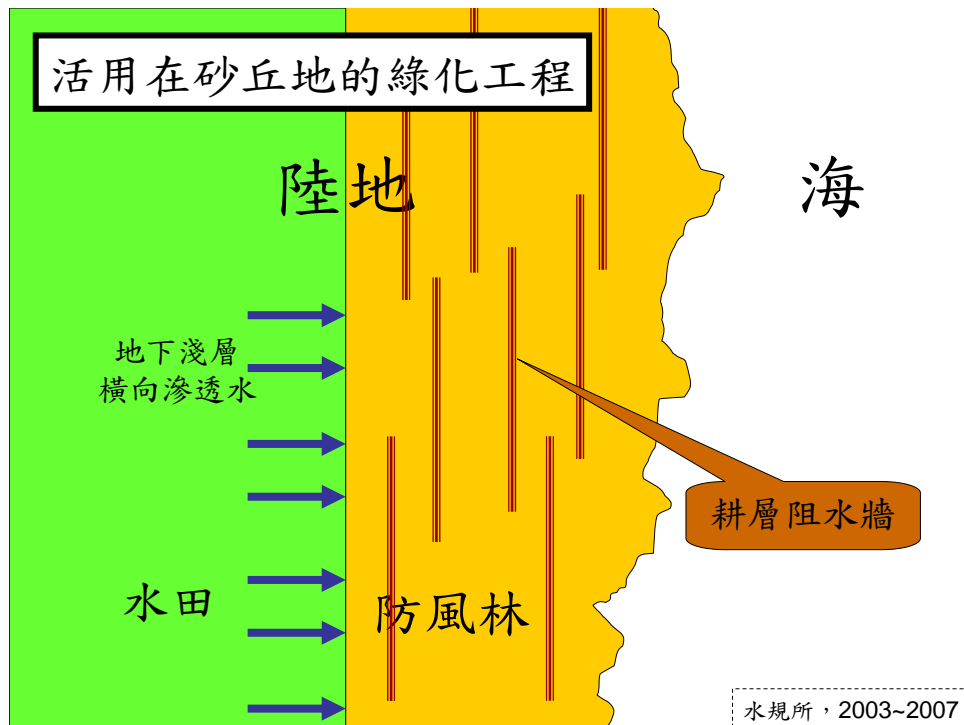 活用在砂丘地的綠化工程
陸地
海
地下淺層
橫向滲透水
耕層阻水牆
水田
防風林
水規所，2003~2007